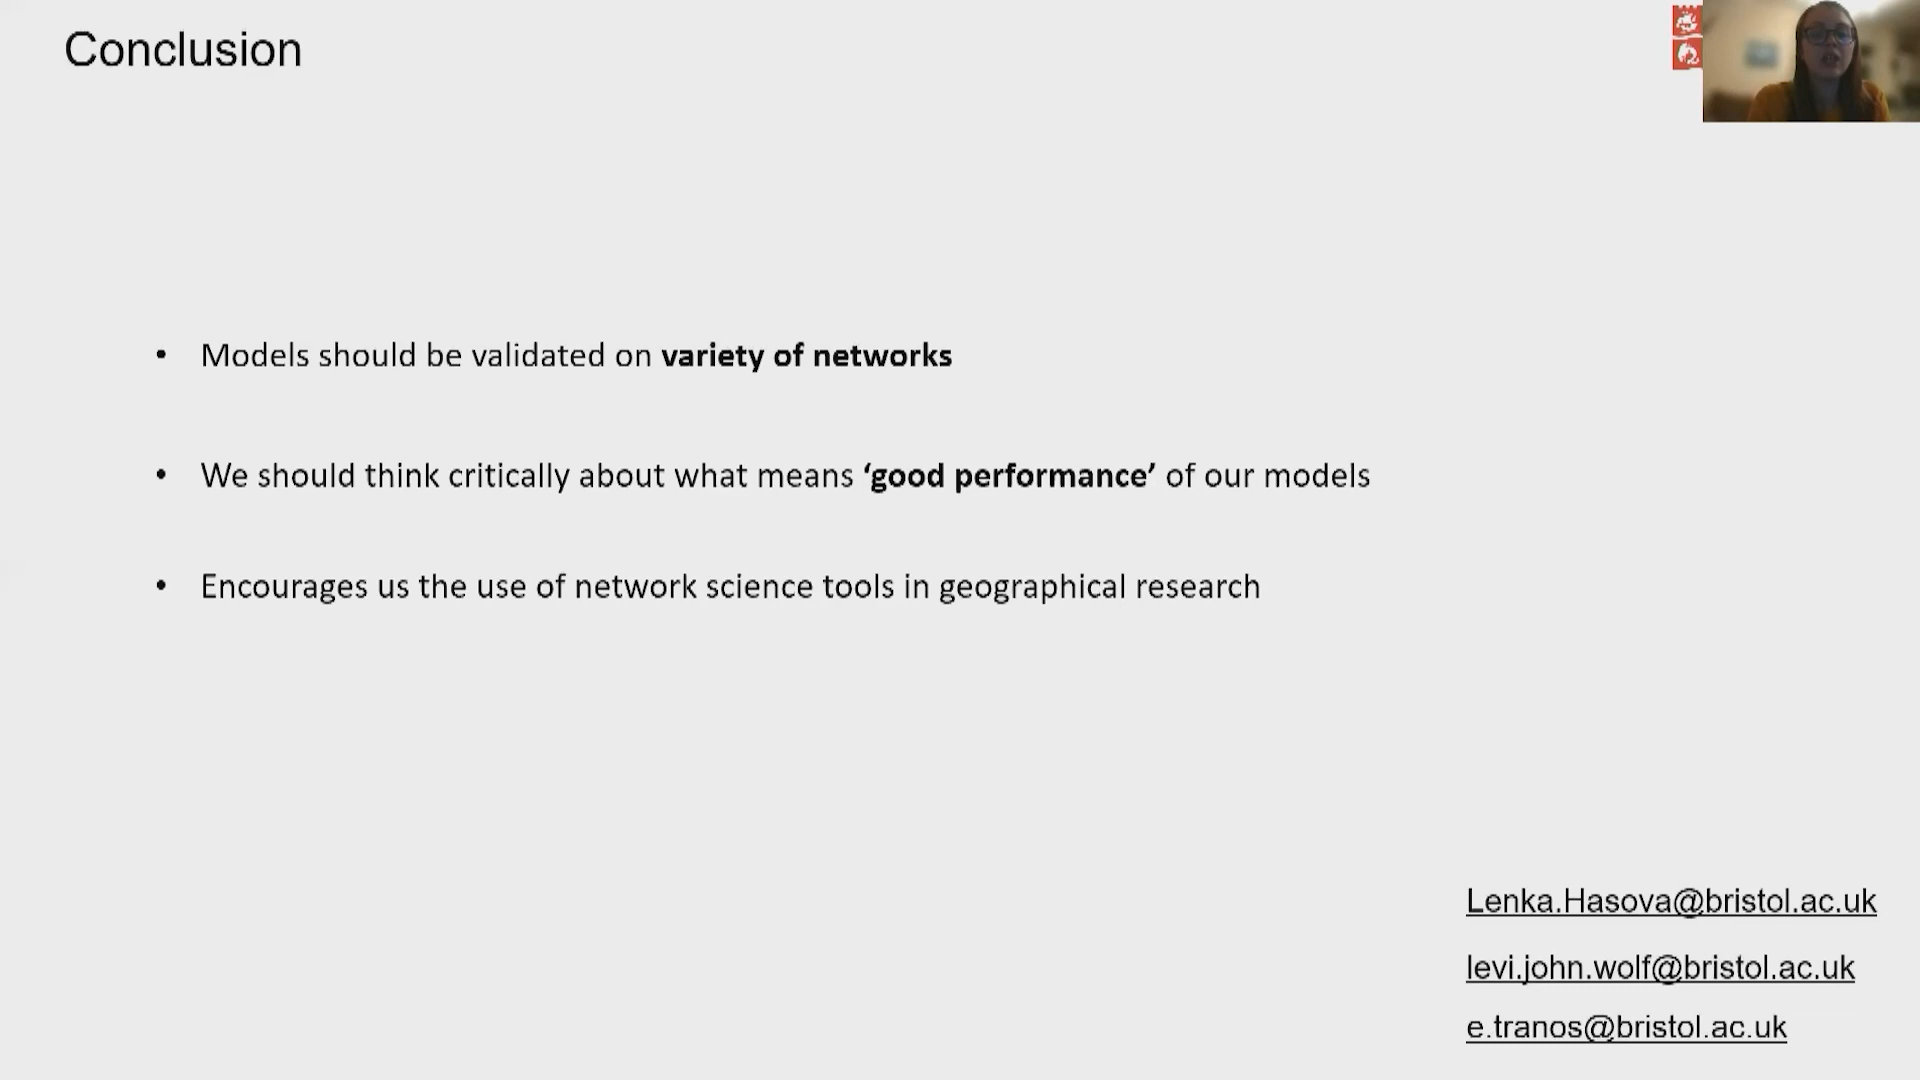 Conclusion
• Models should be validated on variety of networks
• We should think critically about what means ‘good performance’ of our models
• Encourages us the use of network science tools in geographical research
Lenka.Hasova@bristol.ac.uk
levi.john.wolf@bristol.ac.uk
e.tranos@bristol.ac.uk